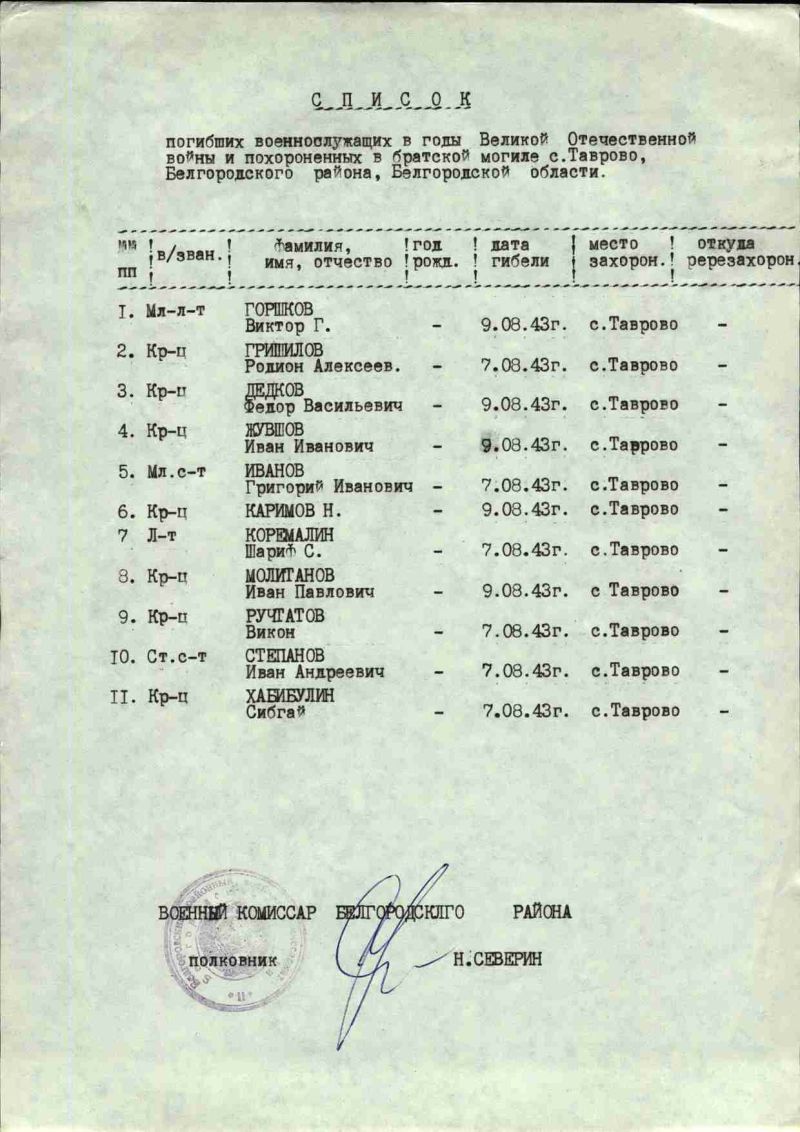 С П И С О К
погибших военнослужащих в годы Великой Отечественной
войны и похороненных в братской могиле с.Таврово,
Белгородского района, Белгородской области.
№№ ! в/зван. ! Фамилия, ! год ! дата ! место ! откуда
пп ! ! имя, отчество ! рожд. ! гибели ! захорон. ! ререзахорон.
1. Мл-л-т ГОРШКОВ
Виктор Г. - 9.08.43г. с.Таврово -
2. Кр-ц ГРИШИЛОВ
Родион Алексеев. - 7.08.43г. с.Таврово -
3. Кр-ц ДЕДКОВ
Федор Васильевич - 9.08.43г. с.Таврово -
4. Кр-ц ЖУВШОВ
Иван Иванович - 9.08.43г. с.Таврово -
5. Мл.с-т ИВАНОВ
Григорий Иванович - 7.08.43г. с.Таврово -
6. Кр-ц КАРИМОВ Н. - 9.08.43г. с.Таврово -
7 Л-т КОРЕМАЛИН
Шариф С. - 7.08.43г. с.Таврово -
8. Кр-ц МОЛИТАНОВ
Иван Павлович - 9.08.43г. с Таврово -
9. Кр-ц РУЧГАТОВ
Викон - 7.08.43г. с.Таврово -
10. Ст.с-т СТЕПАНОВ
Иван Андреевич - 7.08.43г. с.Таврово -
11. Кр-ц ХАБИБУЛИН
Сибгай - 7.08.43г. с.Таврово -
ВОЕННЫЙ КОМИССАР БЕЛГОРОДСКЛГО РАЙОНА
полковник Н.СЕВЕРИН